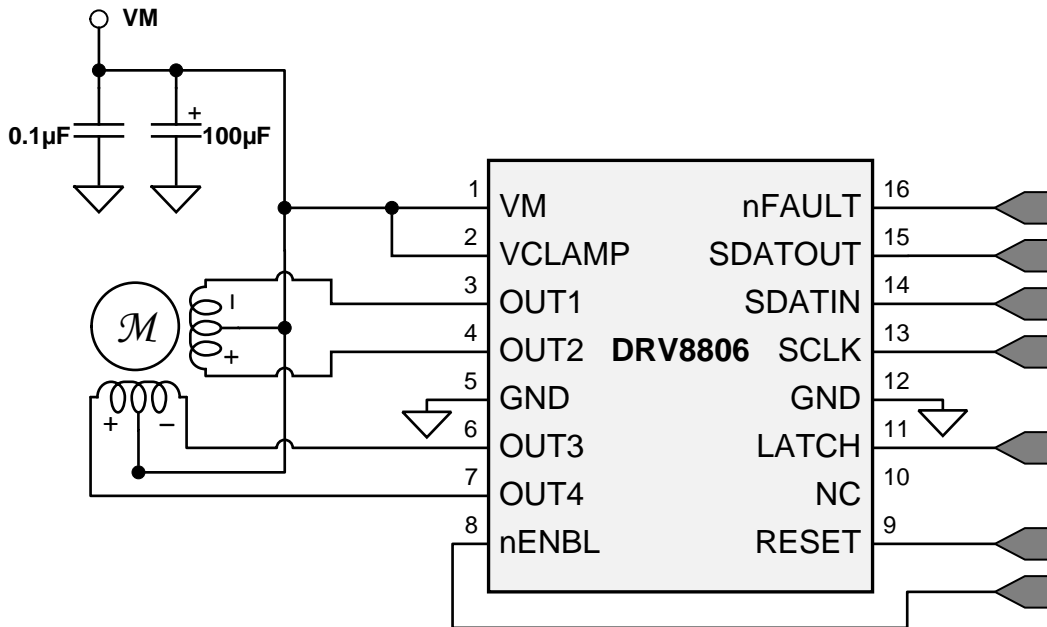 VM
+
0.1µF
100µF
1 VM nFAULT 16
2 VCLAMP SDATOUT 15
3 OUT1 SDATIN 14
4 OUT2 DRV8806 SCLK 13
5 GND GND 12
6 OUT3 LATCH 11
7 OUT4 NC 10
8 nENBL RESET 9
–
M
+
+ –